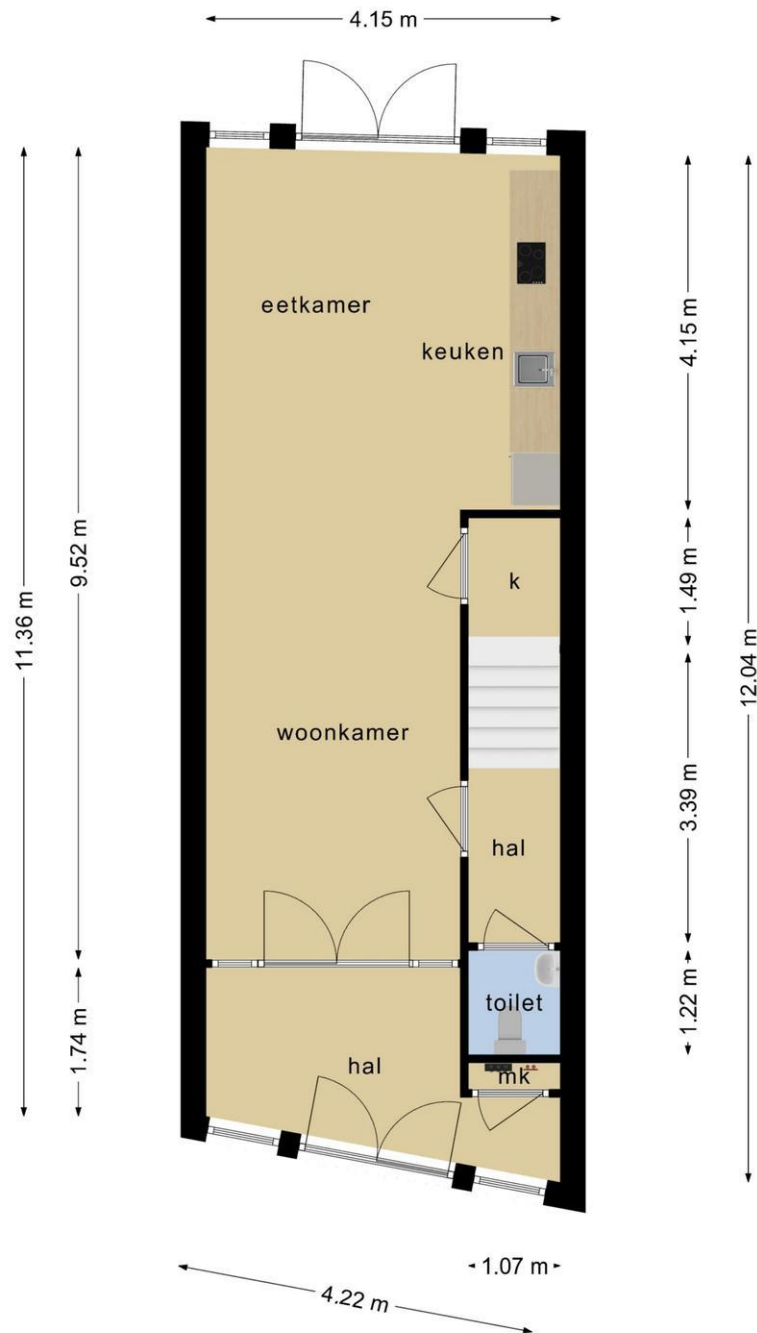 4.15 m
eetkamer
keuken
4.15 m
9.52 m
11.36 m
k
1.49 m
12.04 m
woonkamer
3.39 m
hal
toilet
1.22 m
1.74 m
hal
mk
1.07 m
4.22 m